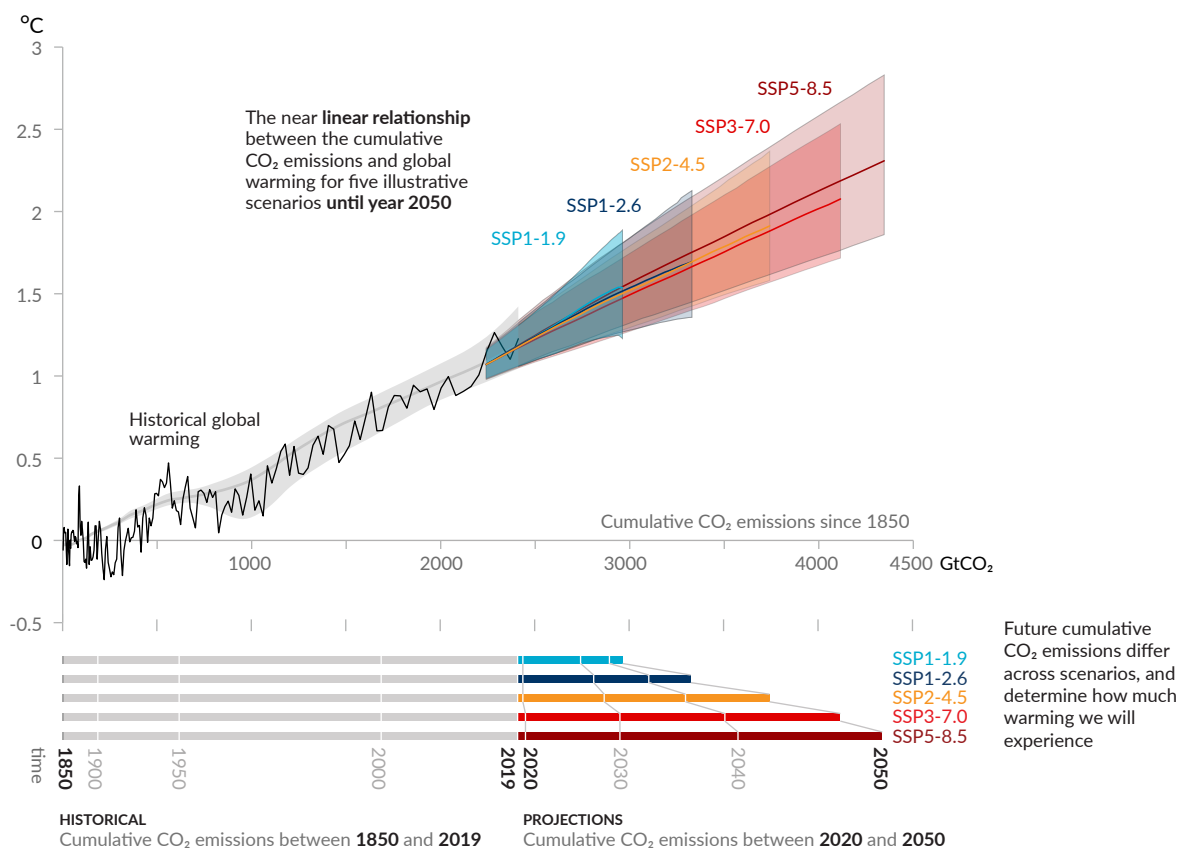 °C
3
2.5
2
1.5
1
0.5
0
-0.5
The near linear relationship
between the cumulative
CO₂ emissions and global
warming for five illustrative
scenarios until year 2050
SSP5-8.5
SSP3-7.0
SSP2-4.5
SSP1-2.6
SSP1-1.9
Historical global
warming
Cumulative CO₂ emissions since 1850
1000
2000
3000
4000
4500
GtCO₂
Future cumulative
CO₂ emissions differ
across scenarios, and
determine how much
warming we will
experience
SSP1-1.9
SSP1-2.6
SSP2-4.5
SSP3-7.0
SSP5-8.5
time
1850
1900
1950
2000
2019
2020
2030
2040
2050
HISTORICAL
Cumulative CO₂ emissions between 1850 and 2019
PROJECTIONS
Cumulative CO₂ emissions between 2020 and 2050